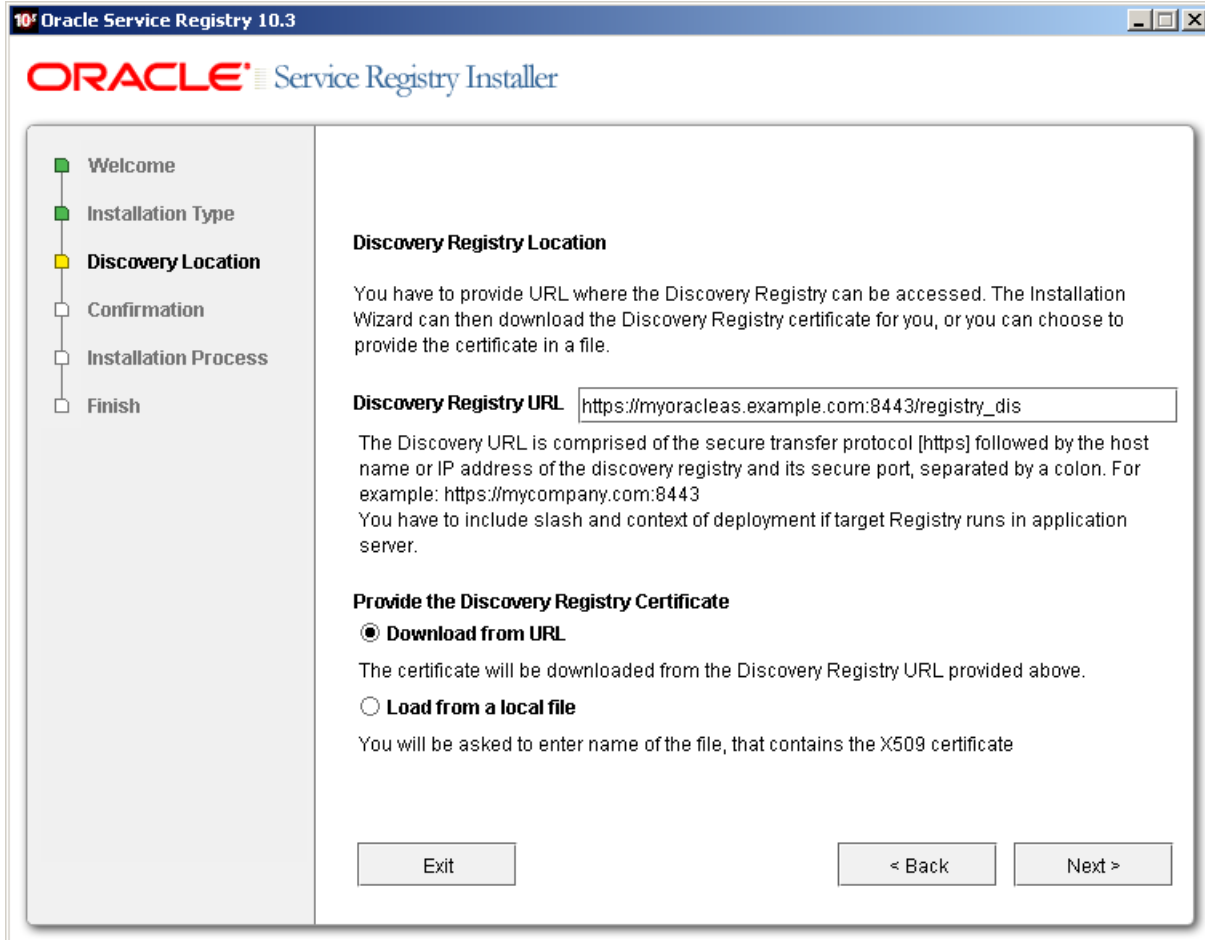 Oracle Service Registry 10.3
ORACLE Service Registry Installer
Welcome
Installation Type
Discovery Location
Confirmation
Installation Process
Finish
Discovery Registry Location
You have to provide URL where the Discovery Registry can be accessed. The Installation
Wizard can then download the Discovery Registry certificate for you, or you can choose to
provide the certificate in a file.
Discovery Registry URL https://myoracleas.example.com:8443/registry_dis
The Discovery URL is comprised of the secure transfer protocol [https] followed by the host
name or IP address of the discovery registry and its secure port, separated by a colon. For
example: https://mycompany.com:8443
You have to include slash and context of deployment if target Registry runs in application
server.
Provide the Discovery Registry Certificate
Download from URL
The certificate will be downloaded from the Discovery Registry URL provided above.
Load from a local file
You will be asked to enter name of the file, that contains the X509 certificate
Exit
< Back
Next >